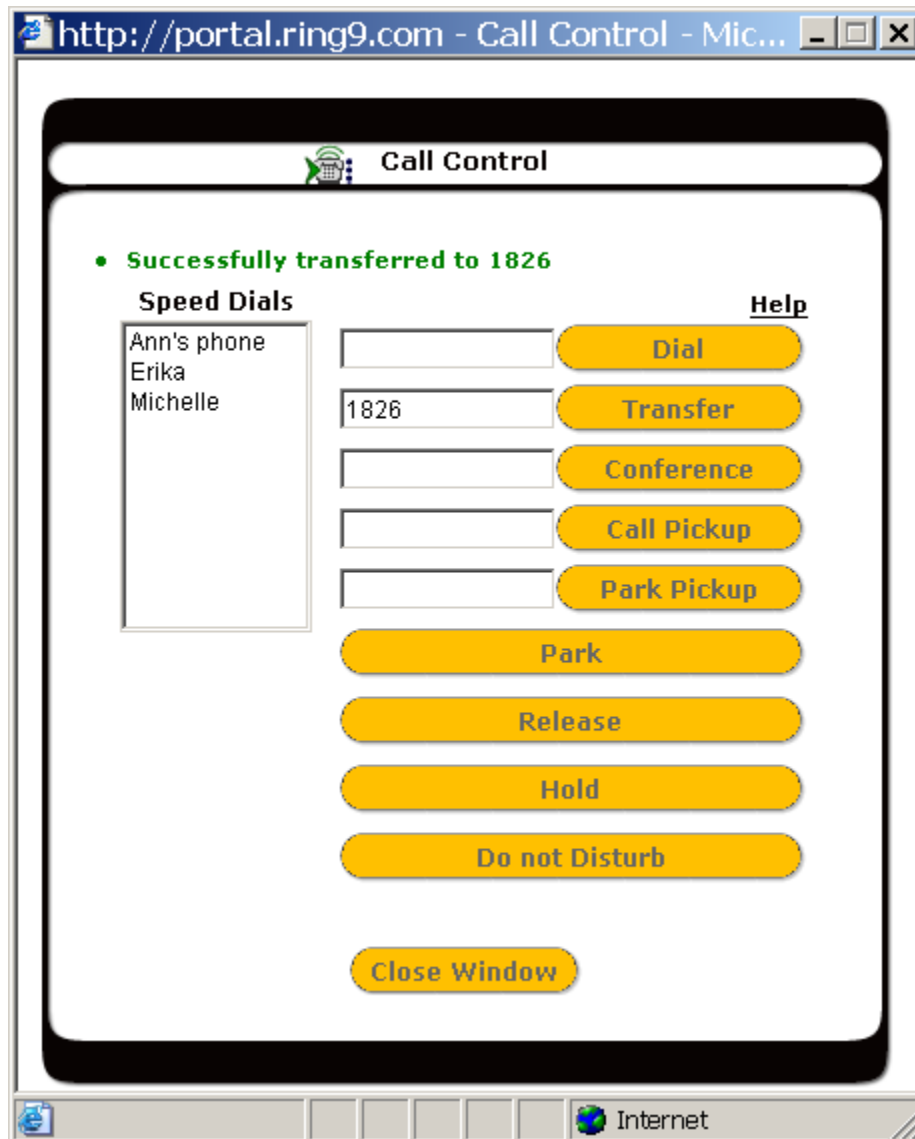 http://portal.ring9.com - Call Control - Mic...
Call Control
• Successfully transferred to 1826
Speed Dials
Help
Ann's phone
Erika
Michelle
Dial
1826
Transfer
Conference
Call Pickup
Park Pickup
Park
Release
Hold
Do not Disturb
Close Window
Internet